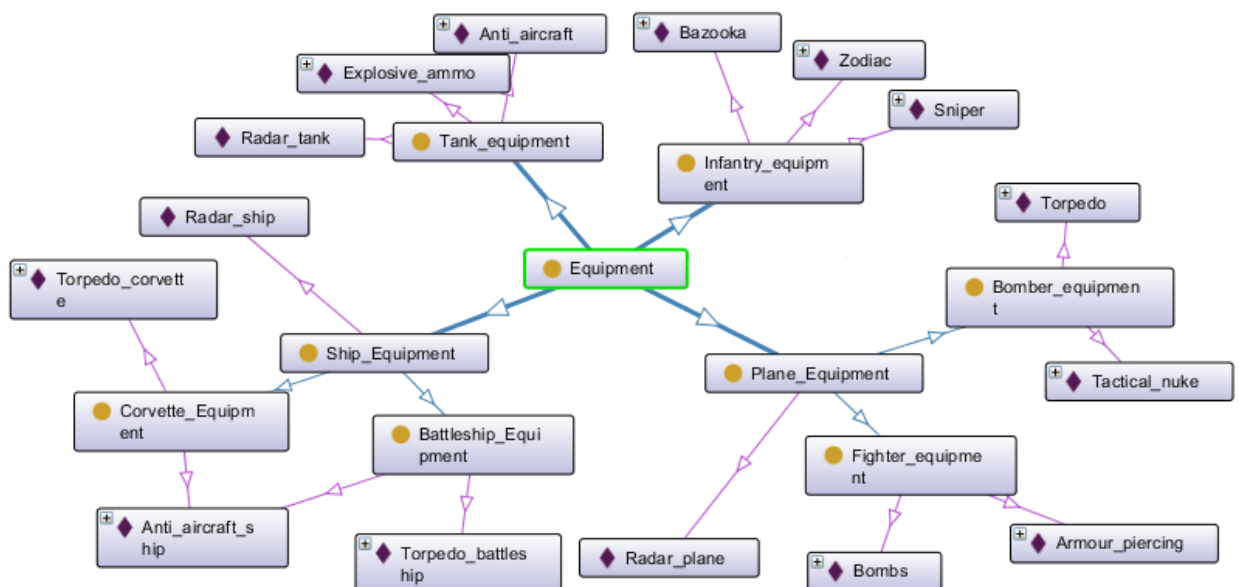 Anti_aircraft
Bazooka
Zodiac
Explosive_ammo
Sniper
Radar_tank
Tank_equipment
Infantry_equipm
ent
Torpedo
Radar_ship
Equipment
Torpedo_corvett
e
Bomber_equipmen
t
Ship_Equipment
Plane_Equipment
Tactical_nuke
Corvette_Equipm
ent
Battleship_Equi
pment
Fighter_equipme
nt
Anti_aircraft_s
hip
Torpedo_battles
hip
Radar_plane
Armour_piercing
Bombs